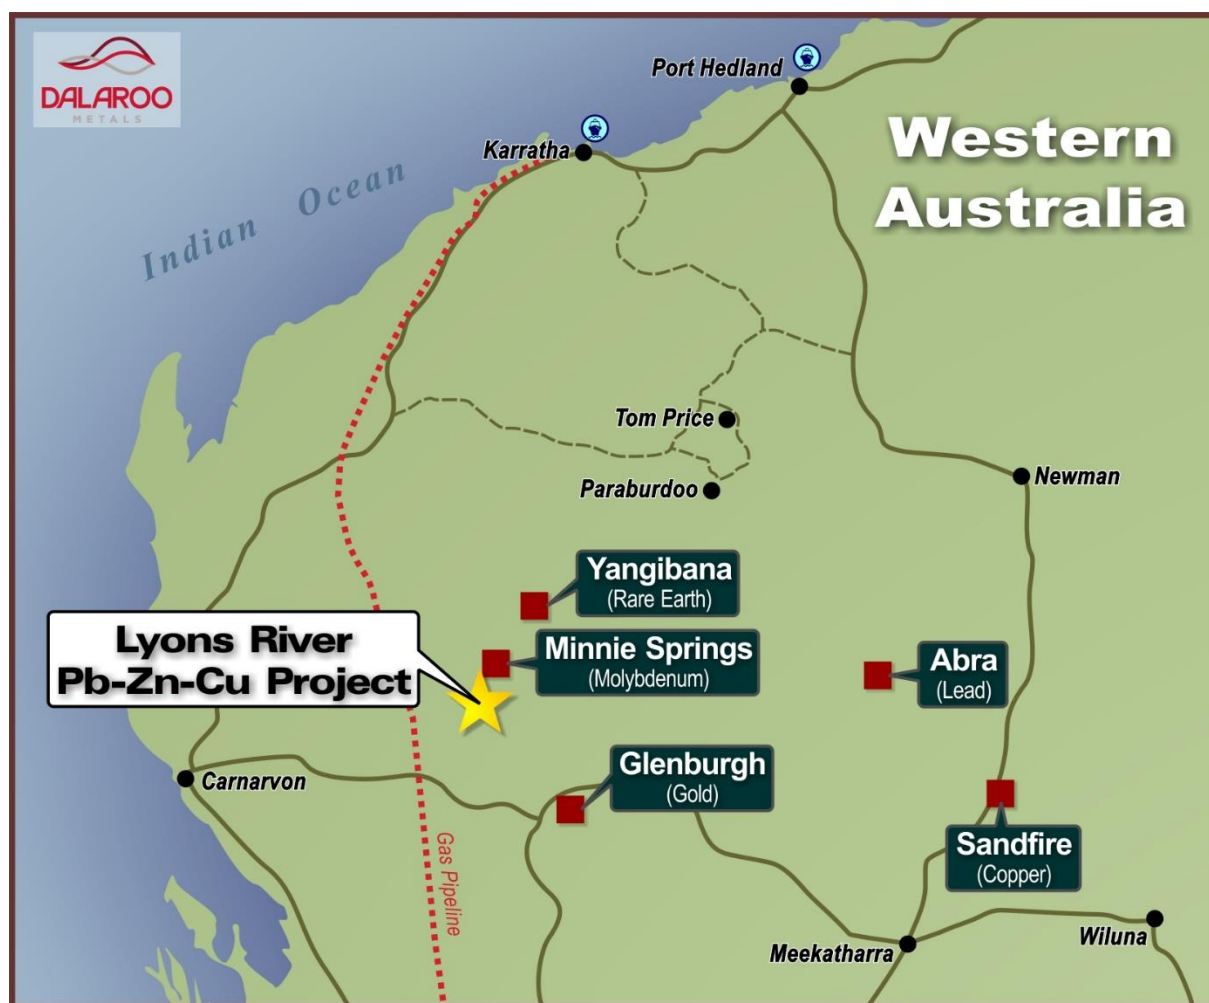 DALAROO
METALS
Port Hedland
Western
Australia
Karratha
Indian Ocean
Tom Price
Newman
Paraburdoo
Yangibana
(Rare Earth)
Lyons River
Pb-Zn-Cu Project
Minnie Springs
(Molybdenum)
Abra
(Lead)
Carnarvon
Glenburgh
(Gold)
Gas Pipeline
Sandfire
(Copper)
Meekatharra
Wiluna